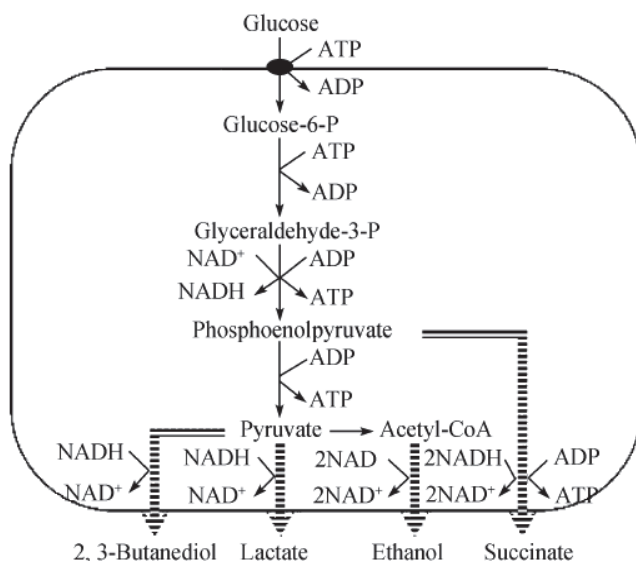 Glucose
ATP
ADP
Glucose-6-P
ATP
ADP
Glyceraldehyde-3-P
NAD⁺ ADP
NADH ATP
Phosphoenolpyruvate
ADP
ATP
Pyruvate Acetyl-CoA
NADH NADH 2NAD 2NADH ADP
NAD⁺ NAD⁺ 2NAD⁺ 2NAD⁺ ATP
2, 3-Butanediol Lactate Ethanol Succinate